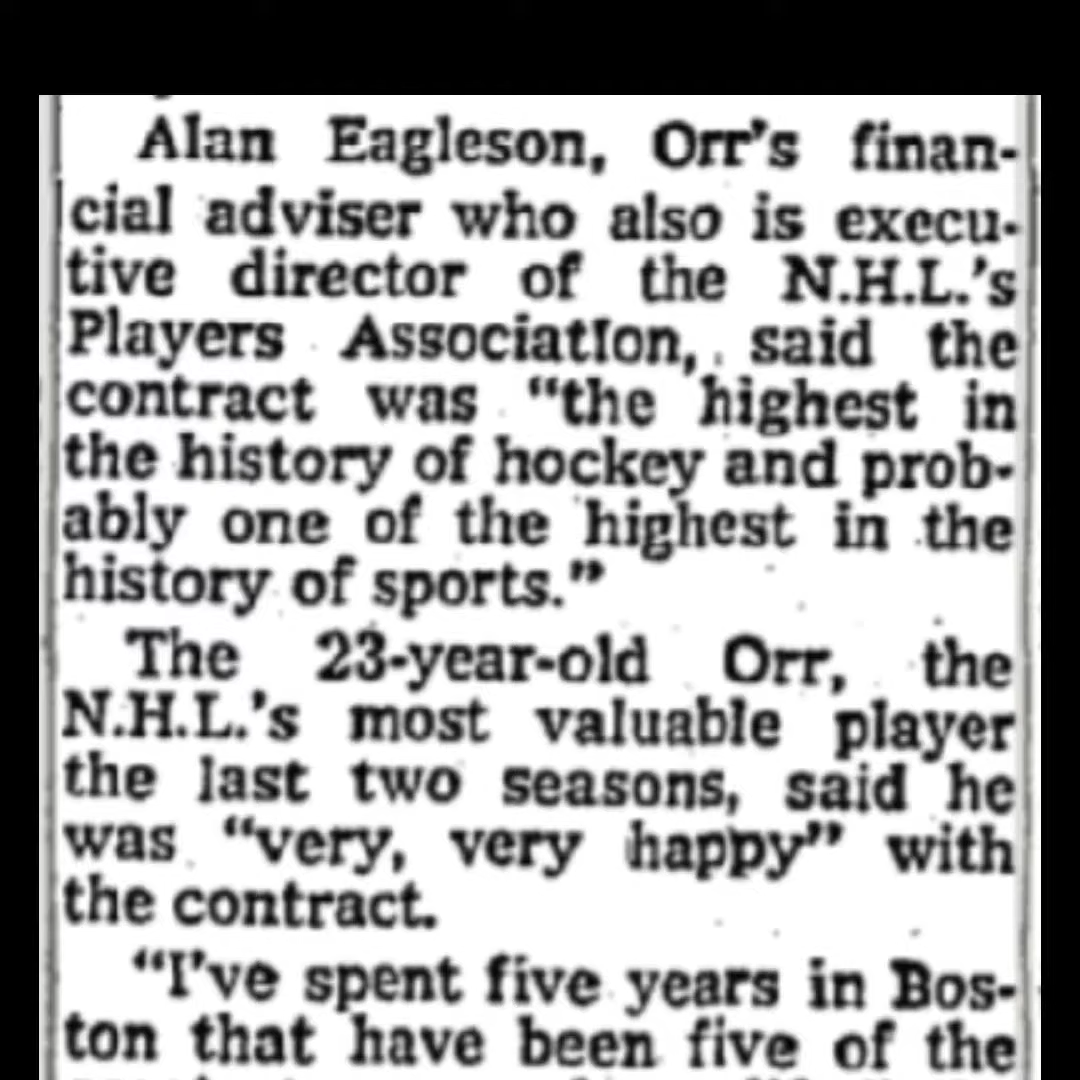 Alan Eagleson, Orr's finan-
cial adviser who also is execu-
tive director of the N.H.L.'s
Players Association, said the
contract was "the highest in
the history of hockey and prob-
ably one of the highest in the
history of sports."
The 23-year-old Orr, the
N.H.L.'s most valuable player
the last two seasons, said he
was "very, very happy" with
the contract.
"I've spent five years in Bos-
ton that have been five of the